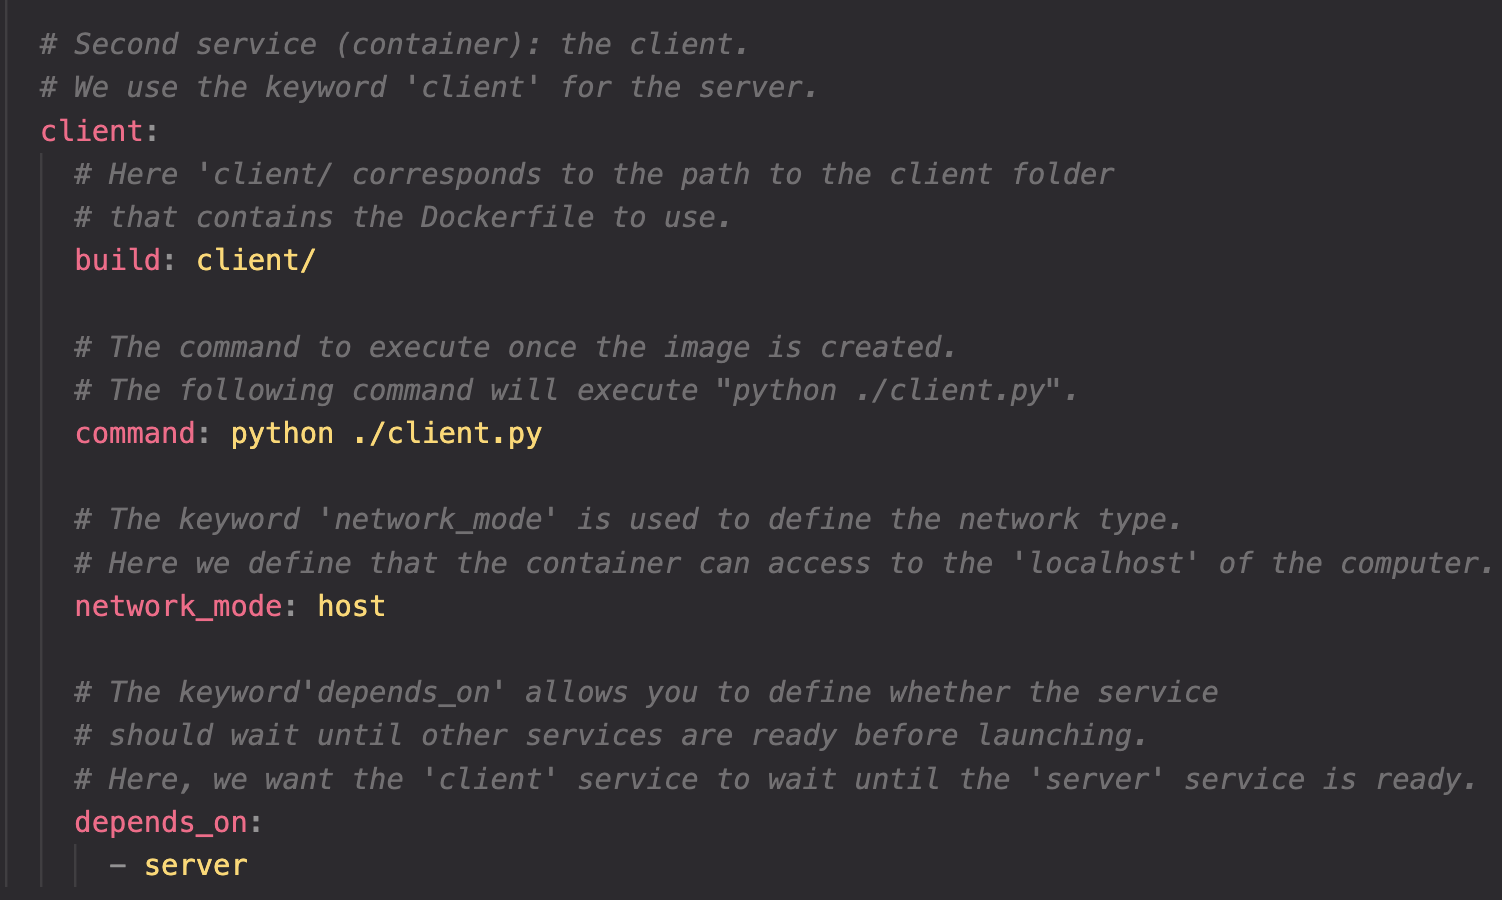 # Second service (container): the client.
# We use the keyword 'client' for the server.
client:
# Here 'client/ corresponds to the path to the client folder
# that contains the Dockerfile to use.
build: client/
# The command to execute once the image is created.
# The following command will execute "python ./client.py".
command: python ./client.py
# The keyword 'network_mode' is used to define the network type.
# Here we define that the container can access to the 'localhost' of the computer.
network_mode: host
# The keyword'depends_on' allows you to define whether the service
# should wait until other services are ready before launching.
# Here, we want the 'client' service to wait until the 'server' service is ready.
depends_on:
- server